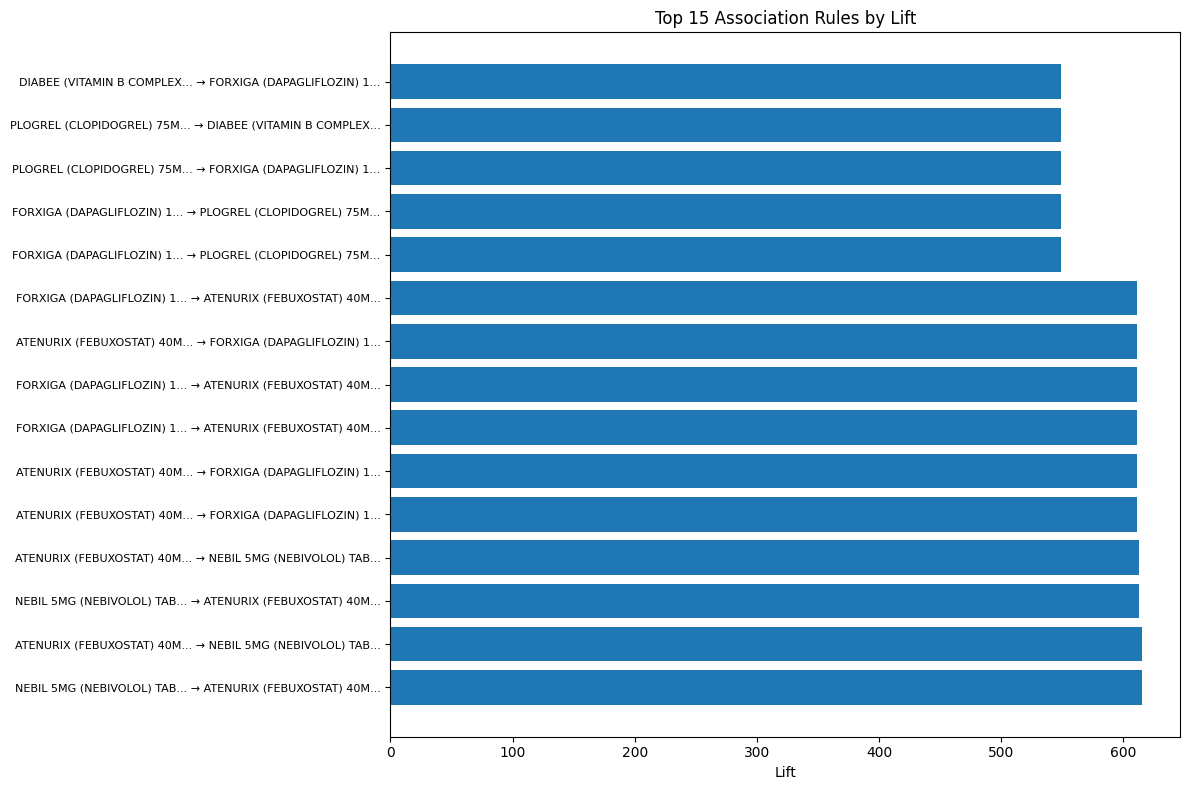 Top 15 Association Rules by Lift
DIABEE (VITAMIN B COMPLEX... → FORXIGA (DAPAGLIFLOZIN) 1...
PLOGREL (CLOPIDOGREL) 75M... → DIABEE (VITAMIN B COMPLEX...
PLOGREL (CLOPIDOGREL) 75M... → FORXIGA (DAPAGLIFLOZIN) 1...
FORXIGA (DAPAGLIFLOZIN) 1... → PLOGREL (CLOPIDOGREL) 75M...
FORXIGA (DAPAGLIFLOZIN) 1... → PLOGREL (CLOPIDOGREL) 75M...
FORXIGA (DAPAGLIFLOZIN) 1... → ATENURIX (FEBUXOSTAT) 40M...
ATENURIX (FEBUXOSTAT) 40M... → FORXIGA (DAPAGLIFLOZIN) 1...
FORXIGA (DAPAGLIFLOZIN) 1... → ATENURIX (FEBUXOSTAT) 40M...
FORXIGA (DAPAGLIFLOZIN) 1... → ATENURIX (FEBUXOSTAT) 40M...
ATENURIX (FEBUXOSTAT) 40M... → FORXIGA (DAPAGLIFLOZIN) 1...
ATENURIX (FEBUXOSTAT) 40M... → FORXIGA (DAPAGLIFLOZIN) 1...
ATENURIX (FEBUXOSTAT) 40M... → NEBIL 5MG (NEBIVOLOL) TAB...
NEBIL 5MG (NEBIVOLOL) TAB... → ATENURIX (FEBUXOSTAT) 40M...
ATENURIX (FEBUXOSTAT) 40M... → NEBIL 5MG (NEBIVOLOL) TAB...
NEBIL 5MG (NEBIVOLOL) TAB... → ATENURIX (FEBUXOSTAT) 40M...
0 100 200 300 400 500 600
Lift